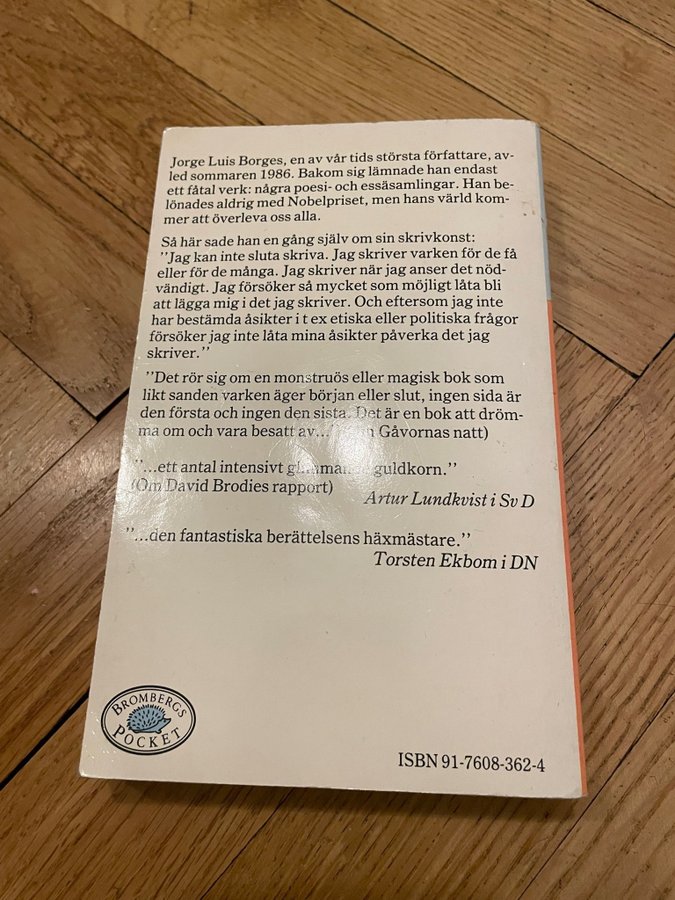 Jorge Luis Borges, en av vår tids största författare, av-
led sommaren 1986. Bakom sig lämnade han endast
ett fåtal verk: några poesi- och essäsamlingar. Han be-
lönades aldrig med Nobelpriset, men hans värld kom-
mer att överleva oss alla.
Så här sade han en gång själv om sin skrivkonst:
"Jag kan inte sluta skriva. Jag skriver varken för de få
eller för de många. Jag skriver när jag anser det nöd-
vändigt. Jag försöker så mycket som möjligt låta bli
att lägga mig i det jag skriver. Och eftersom jag inte
har bestämda åsikter i t ex etiska eller politiska frågor
försöker jag inte låta mina åsikter påverka det jag
skriver."
"Det rör sig om en monstruös eller magisk bok som
likt sanden varken äger början eller slut, ingen sida är
den första och ingen den sista. Det är en bok att dröm-
ma om och vara besatt av... Gåvornas natt)
"...ett antal intensivt guldkorn."
(Om David Brodies rapport)
Artur Lundkvist i Sv D
"...den fantastiska berättelsens häxmästare."
Torsten Ekbom i DN
BROMBERGS
POCKET
ISBN 91-7608-362-4